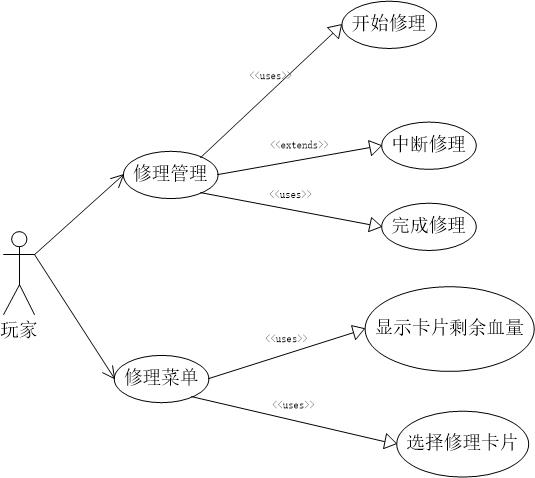 开始修理
<<uses>>
<<extends>>
中断修理
修理管理
<<uses>>
完成修理
玩家
显示卡片剩余血量
<<uses>>
修理菜单
<<uses>>
选择修理卡片